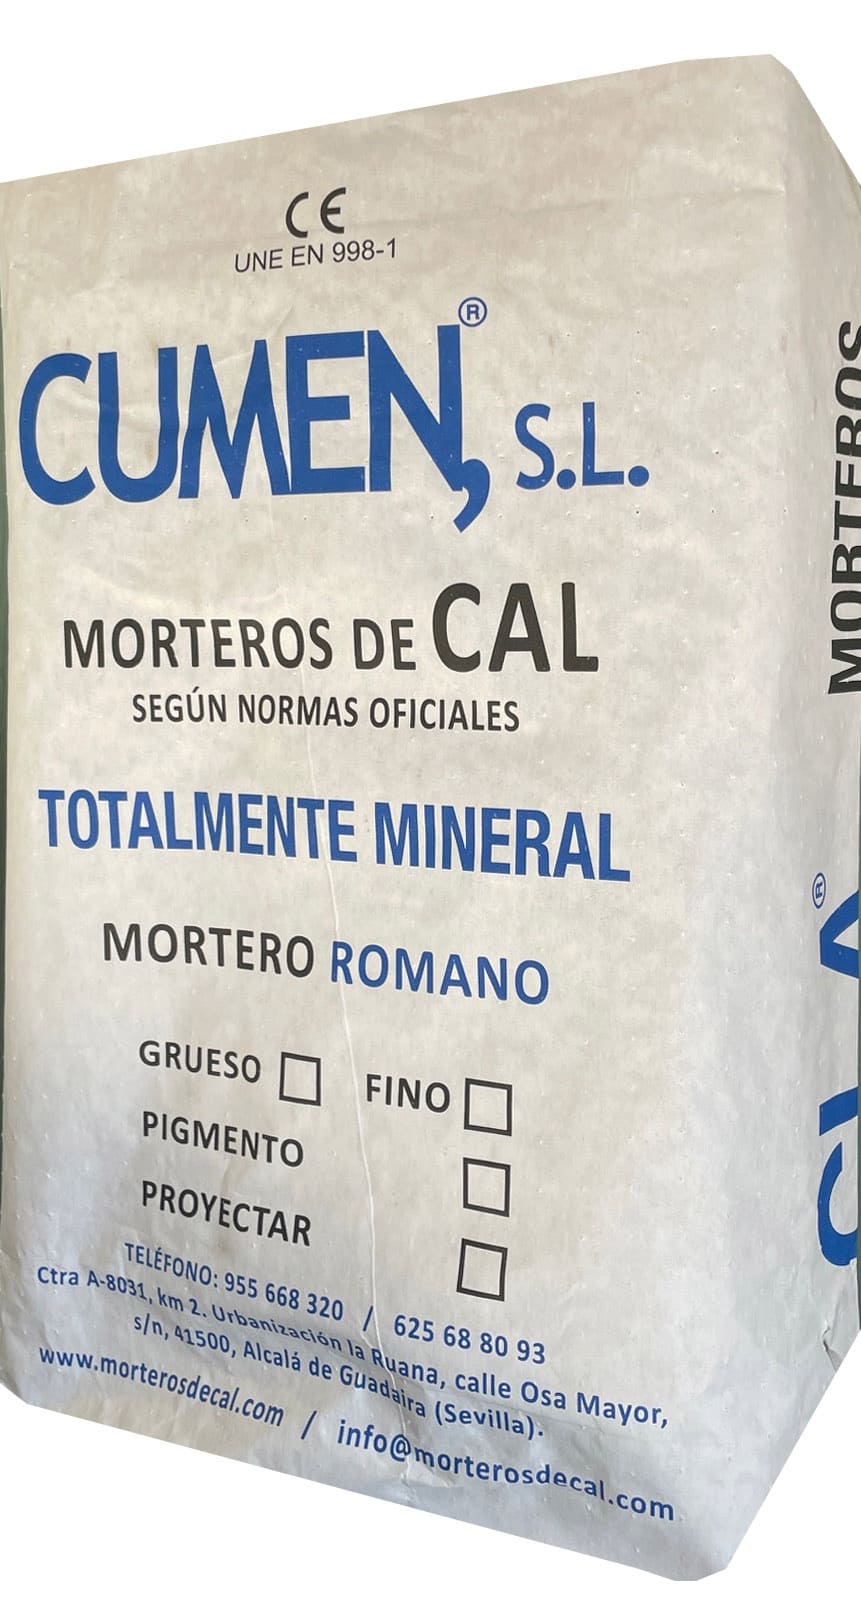 CE
UNE EN 998-1
CUMEN, S.L.®
MORTEROS DE CAL
SEGÚN NORMAS OFICIALES
TOTALMENTE MINERAL
MORTERO ROMANO
GRUESO FINO
PIGMENTO
PROYECTAR
TELÉFONO: 955 668 320 / 625 68 80 93
Ctra A-8031, km 2. Urbanización la Ruana, calle Osa Mayor,
s/n, 41500, Alcalá de Guadaira (Sevilla).
www.morterosdecal.com / info@morterosdecal.com
MORTEROS
®